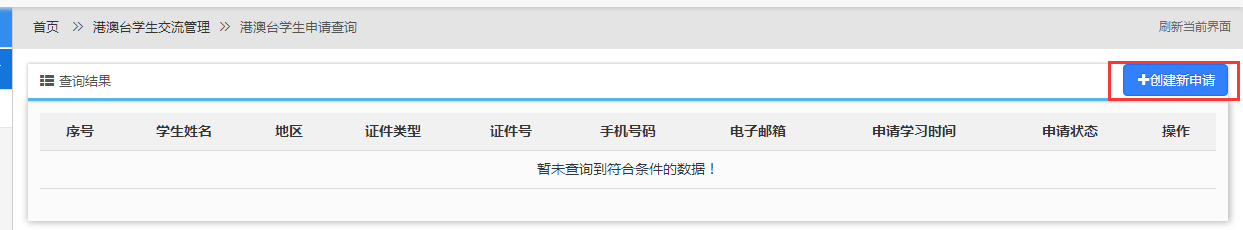 首页 » 港澳台学生交流管理 » 港澳台学生申请查询 刷新当前界面
查询结果 创建新申请
序号 学生姓名 地区 证件类型 证件号 手机号码 电子邮箱 申请学习时间 申请状态 操作
暂未查询到符合条件的数据！